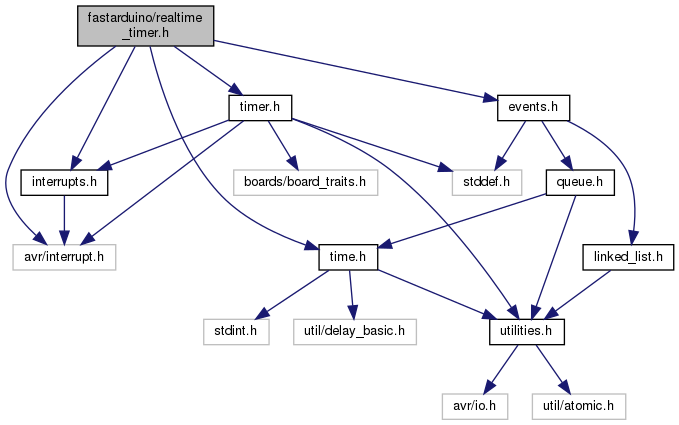 fastarduino/realtime
_timer.h
timer.h
events.h
interrupts.h
boards/board_traits.h
stddef.h
queue.h
avr/interrupt.h
time.h
linked_list.h
stdint.h
util/delay_basic.h
utilities.h
avr/io.h
util/atomic.h